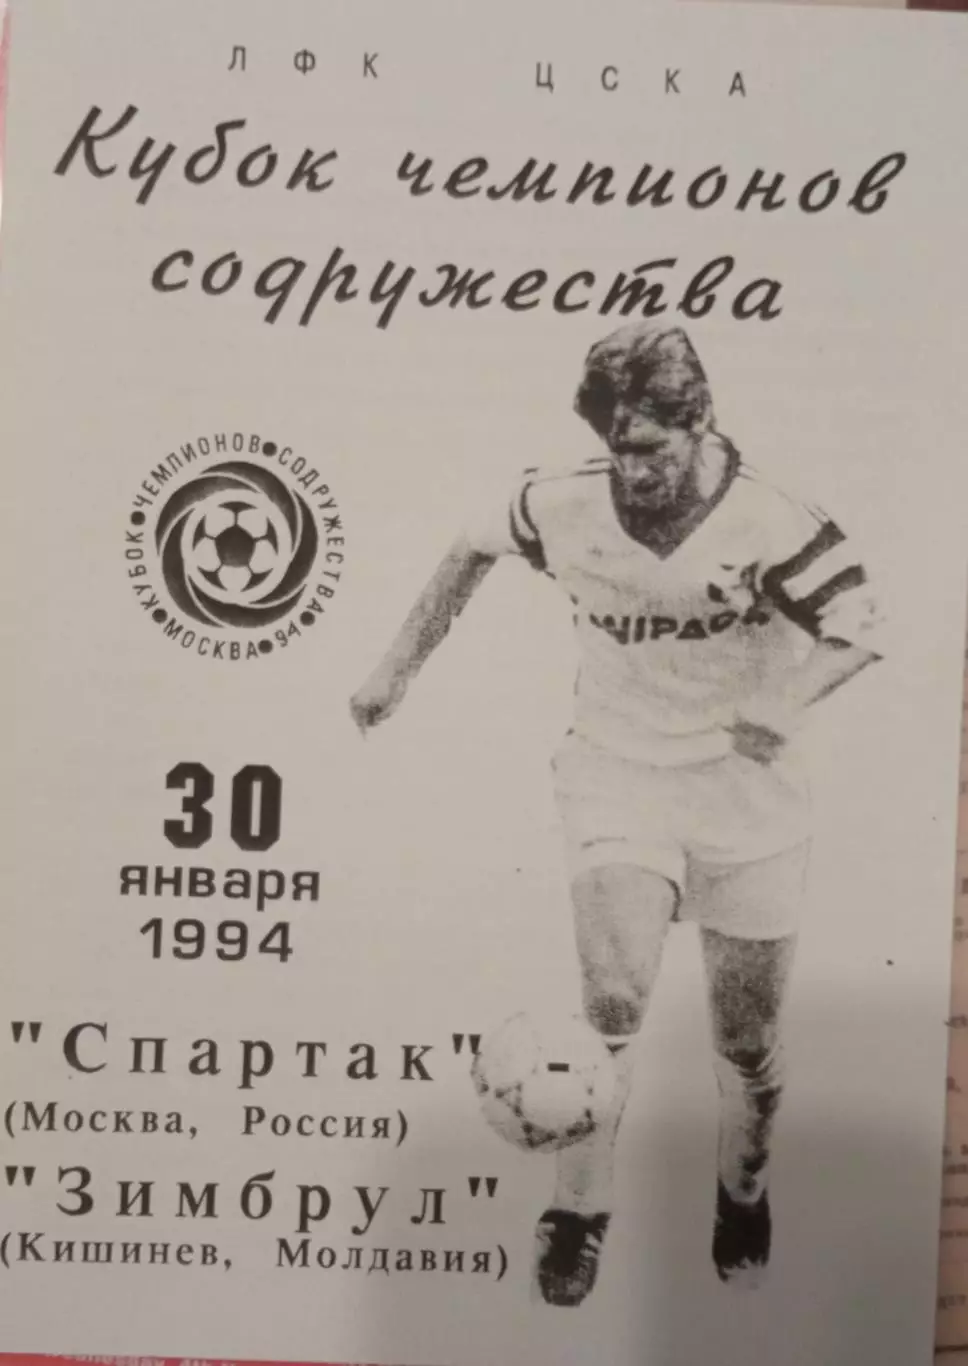 ЛФК ЦСКА
Кубок чемпионов
содружества
КУБОК•ЧЕМПИОНОВ•СОДРУЖЕСТВА•
МОСКВА•94•
30
января
1994
"Спартак" -
(Москва, Россия)
"Зимбрул"
(Кишинев, Молдавия)